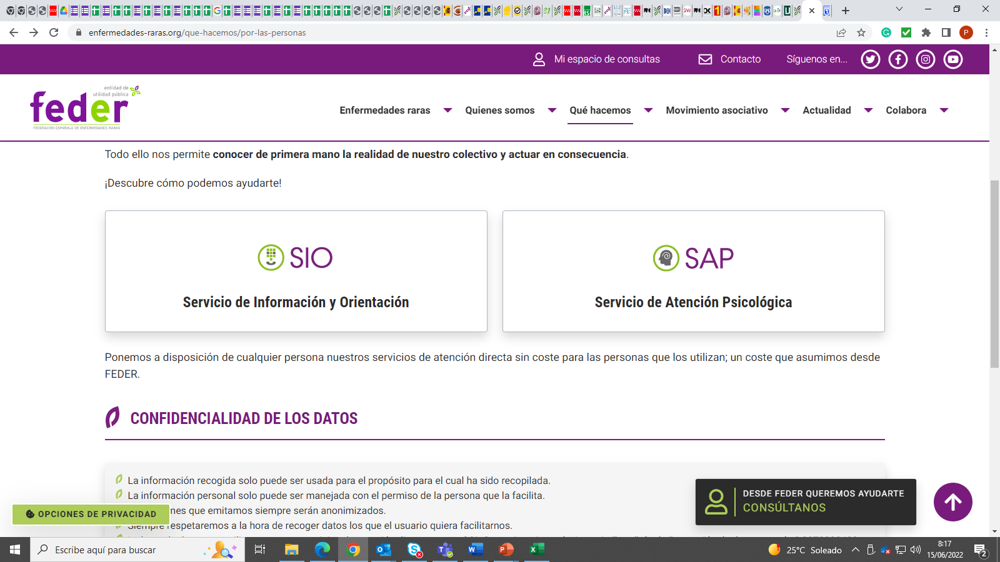 enfermedades-raras.org/que-hacemos/por-las-personas
P
Mi espacio de consultas
Contacto
Síguenos en...
entidad de
utilidad pública
feder
FEDERACIÓN ESPAÑOLA DE ENFERMEDADES RARAS
Enfermedades raras
Quienes somos
Qué hacemos
Movimiento asociativo
Actualidad
Colabora
Todo ello nos permite conocer de primera mano la realidad de nuestro colectivo y actuar en consecuencia.
¡Descubre cómo podemos ayudarte!
SIO
Servicio de Información y Orientación
SAP
Servicio de Atención Psicológica
Ponemos a disposición de cualquier persona nuestros servicios de atención directa sin coste para las personas que los utilizan; un coste que asumimos desde
FEDER.
CONFIDENCIALIDAD DE LOS DATOS
La información recogida solo puede ser usada para el propósito para el cual ha sido recopilada.
La información personal solo puede ser manejada con el permiso de la persona que la facilita.
que emitamos siempre serán anonimizados.
Siempre respetaremos a la hora de recoger datos los que el usuario quiera facilitarnos.
OPCIONES DE PRIVACIDAD
DESDE FEDER QUEREMOS AYUDARTE
CONSÚLTANOS
Escribe aquí para buscar
25°C Soleado
8:17
15/06/2022
2